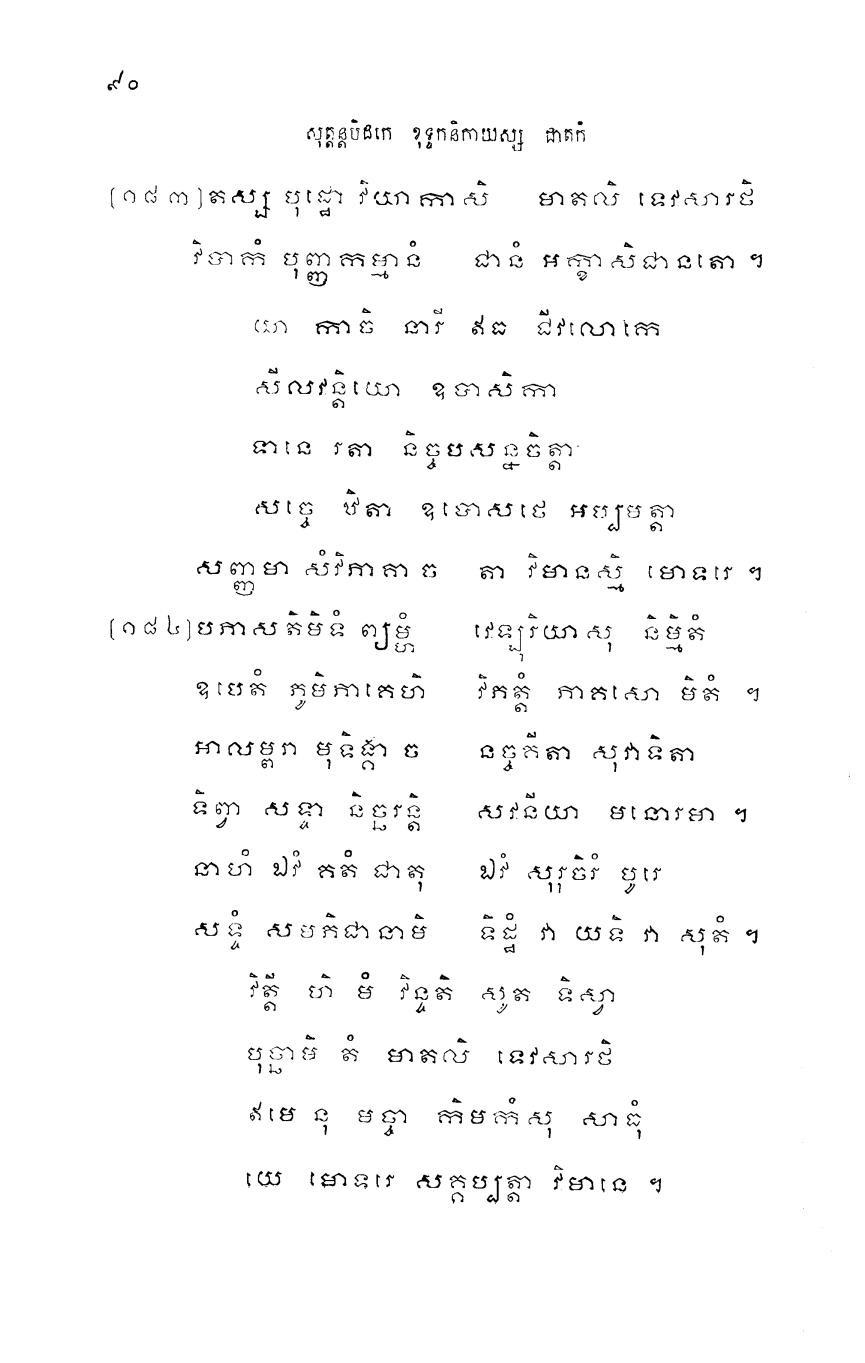 ៩០
សុត្តន្តបិដកេ ខុទ្ទកនិកាយស្ស ជាតកំ
[១៨៣] តស្ស បុដ្ឋោ វិយាកាសិ មាតលិ ទេវសារថិ
វិបាកំ បុញ្ញកម្មានំ ជានំ អក្ខាសិជានតោ ។
យា កាចិ នារី ឥធ ជីវលោកេ
សីលវន្តិយោ ឧបាសិកា
ទានេ រតា និច្ចបសន្នចិត្តា
សច្ចេ ឋិតា ឧបោសថេ អប្បមត្តា
សញ្ញមា សំវិភាគា ច តា វិមានស្មិ មោទរេ ។
[១៨៤] បភាសតិមិទំ ព្យម្ហំ វេឡុរិយាសុ និម្មិតំ
ឧបេតំ ភូមិភាគេហិ វិភត្តំ ភាគសោ មិតំ ។
អាលម្ពរា មុទិង្គា ច នច្ចគីតា សុវាទិតា
ទិព្វា សទ្ទា និច្ឆរន្តិ សវនីយា មនោរមា ។
នាហំ ឯវំ គតំ ជាតុ ឯវំ សុរុចិរំ បូរេ
សទ្ទំ សមភិជានាមិ ទិដ្ឋំ វា យទិ វា សុតំ ។
វិត្តី ហិ មំ វិន្ទតិ សូត ទិស្វា
បុច្ឆាមិ តំ មាតលិ ទេវសារថិ
ឥមេ នុ មច្ចា កិមកំសុ សាធុំ
យេ មោទរេ សគ្គប្បត្តា វិមានេ ។